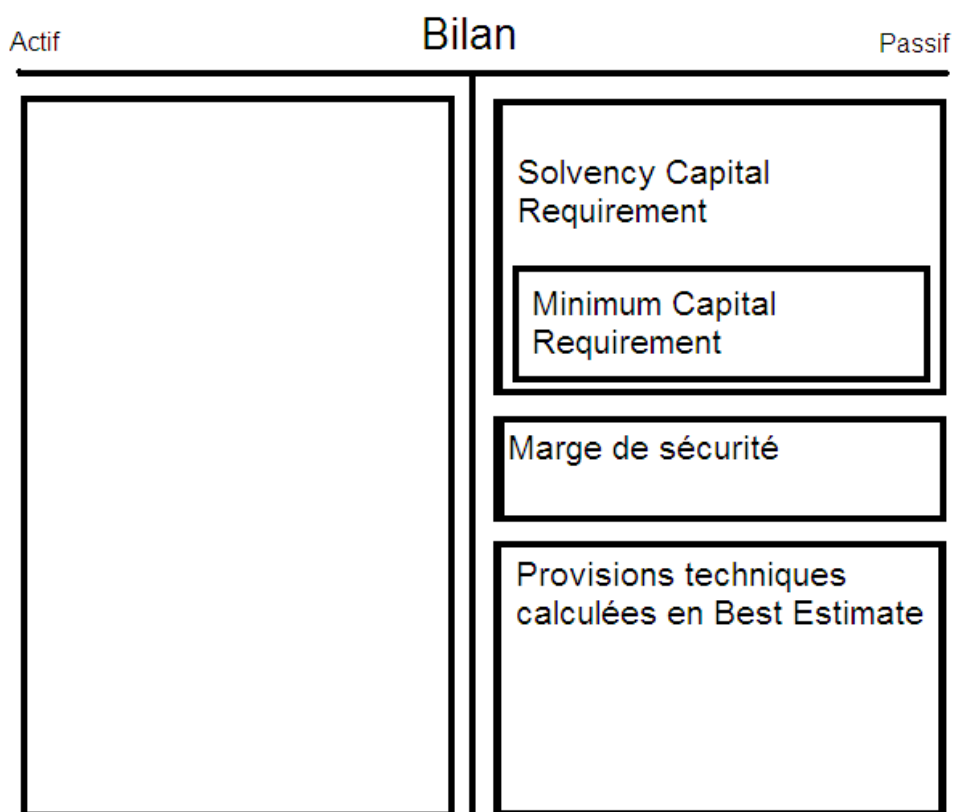 Bilan
Actif
Passif
Solvency Capital
Requirement
Minimum Capital
Requirement
Marge de sécurité
Provisions techniques
calculées en Best Estimate